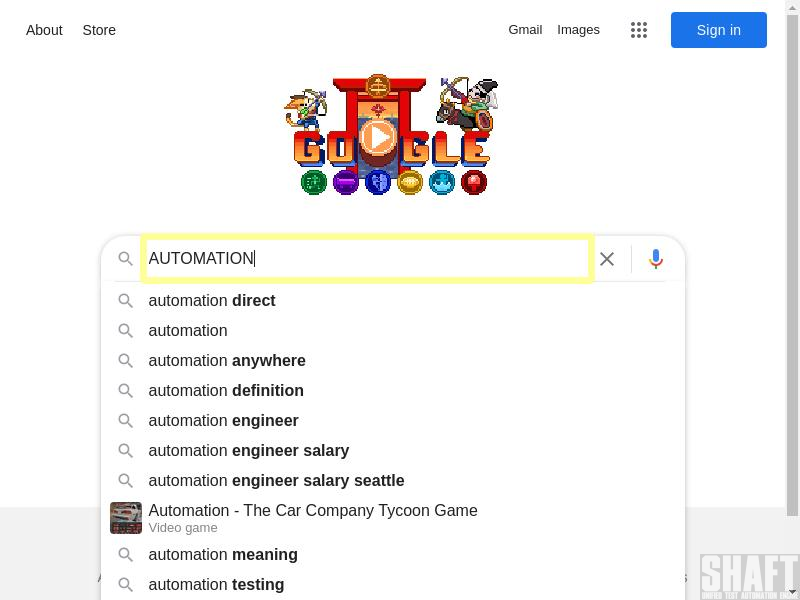 About Store Gmail Images Sign in
GOOGLE
AUTOMATION
automation direct
automation
automation anywhere
automation definition
automation engineer
automation engineer salary
automation engineer salary seattle
Automation - The Car Company Tycoon Game
Video game
automation meaning
automation testing
SHAFT